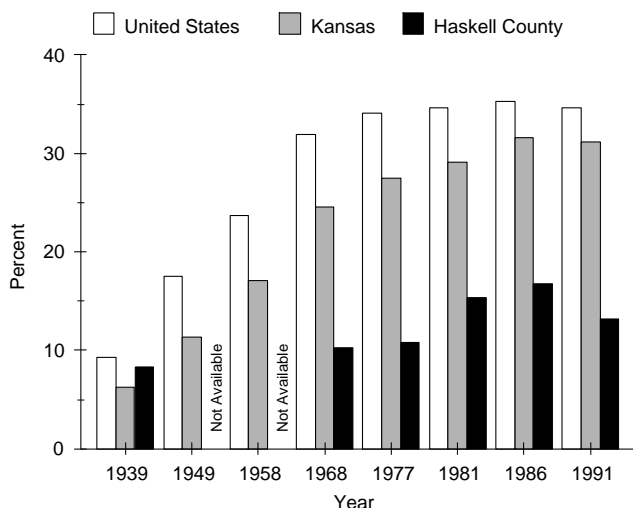 United States Kansas Haskell County
40
30
20
10
0
Percent
Not Available
Not Available
1939 1949 1958 1968 1977 1981 1986 1991
Year